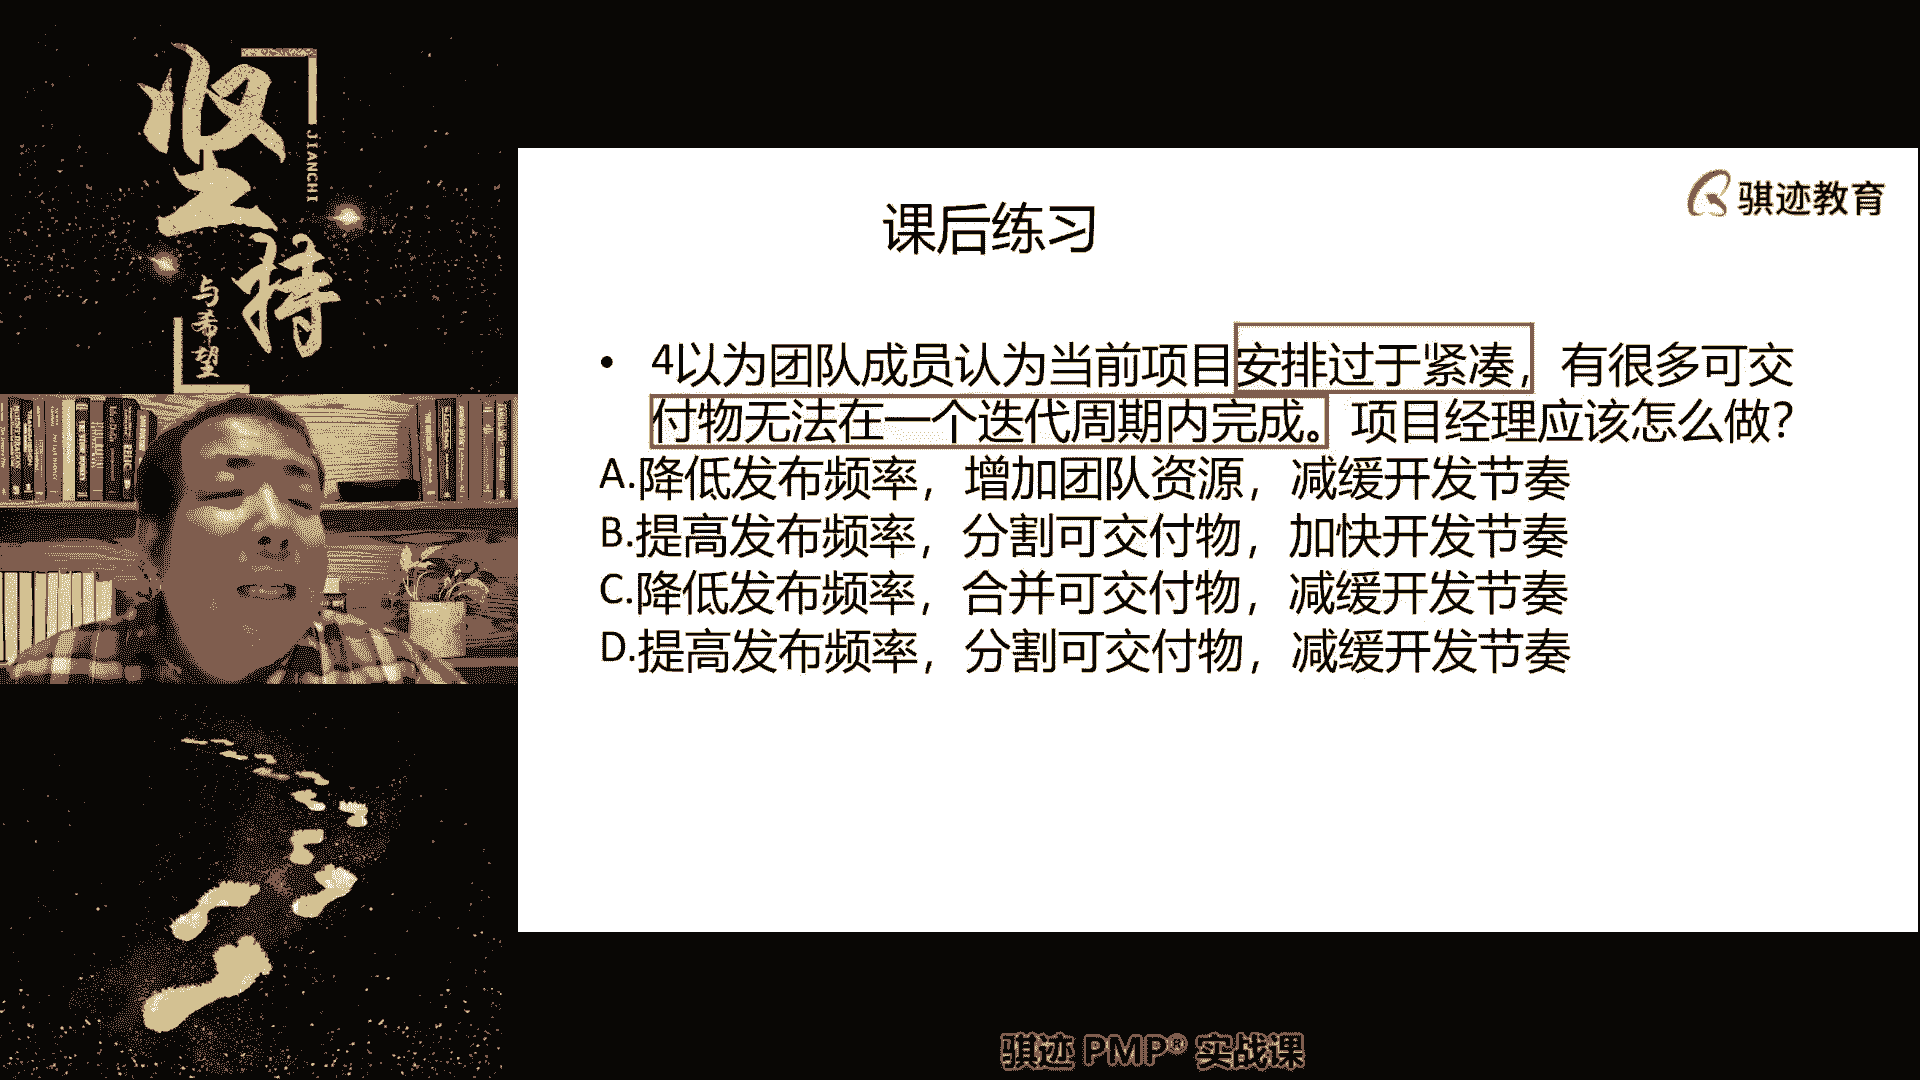 坚持
JIANCHI
与希望
骐迹教育
课后练习
• 4以为团队成员认为当前项目安排过于紧凑，有很多可交
付物无法在一个迭代周期内完成。项目经理应该怎么做？
A.降低发布频率，增加团队资源，减缓开发节奏
B.提高发布频率，分割可交付物，加快开发节奏
C.降低发布频率，合并可交付物，减缓开发节奏
D.提高发布频率，分割可交付物，减缓开发节奏
骐迹 PMP® 实战课